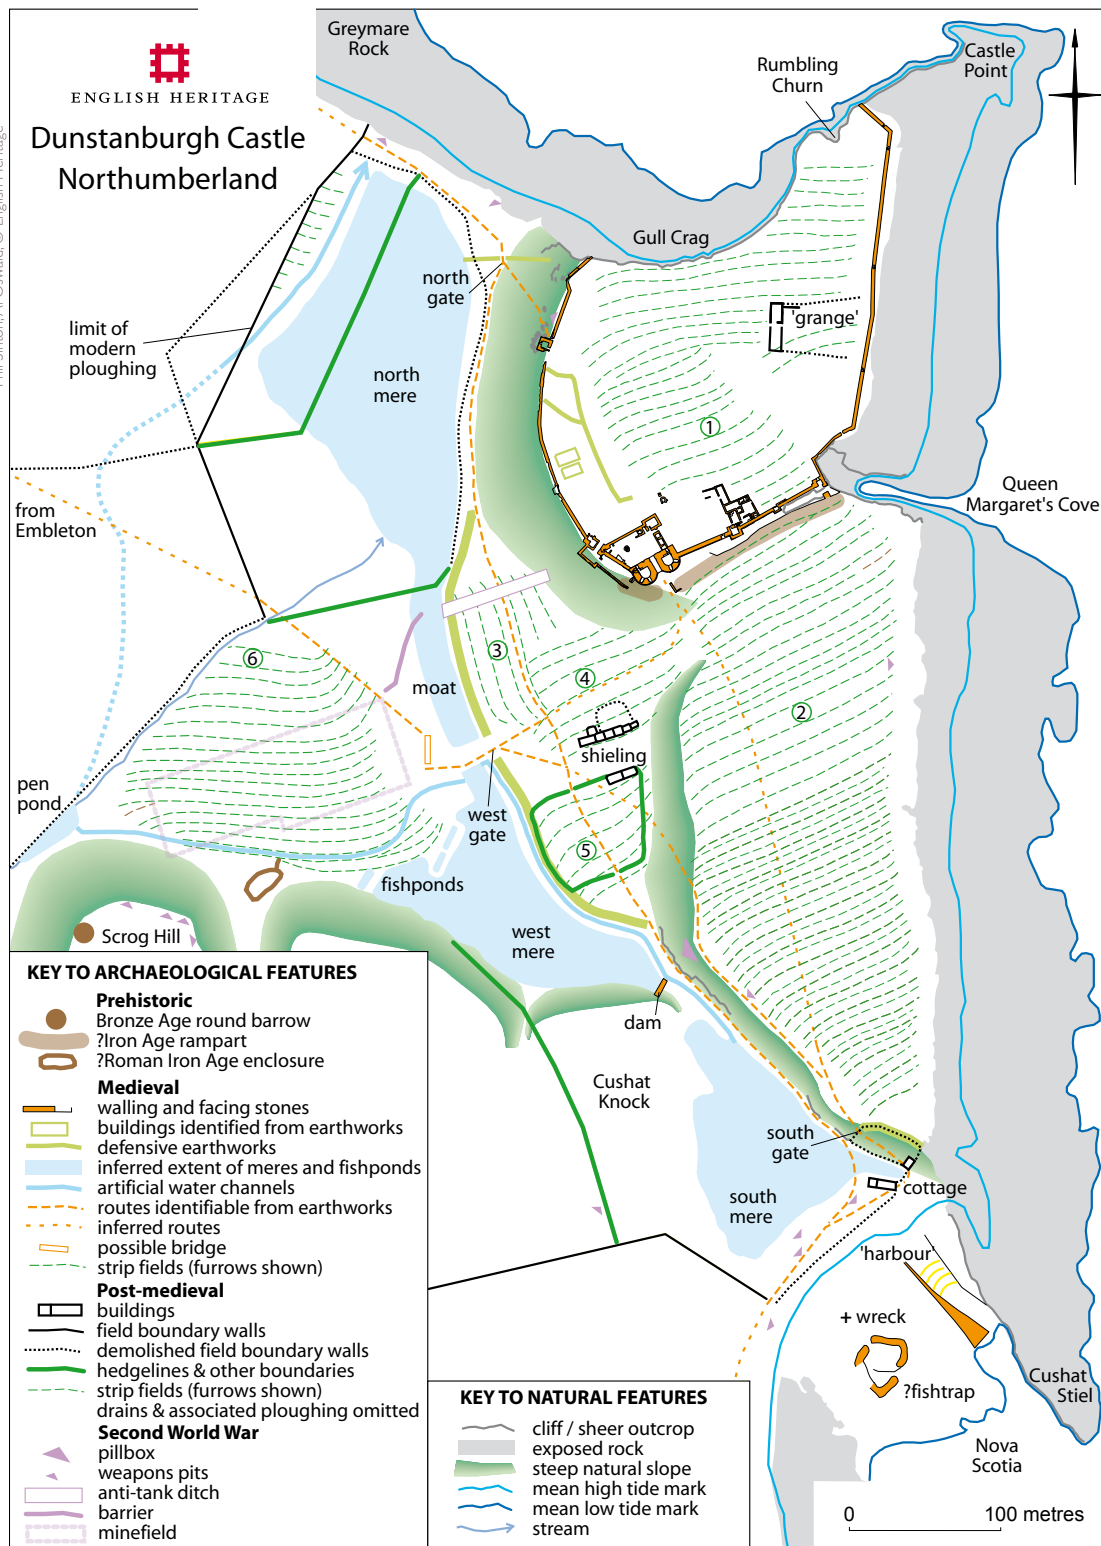 ENGLISH HERITAGE
Dunstanburgh Castle
Northumberland
Greymare
Rock
Rumbling
Churn
Castle
Point
Gull Crag
north
gate
'grange'
limit of
modern
ploughing
north
mere
1
from
Embleton
Queen
Margaret's Cove
6
3
4
moat
2
shieling
pen
pond
west
gate
5
fishponds
west
mere
Scrog Hill
dam
Cushat
Knock
south
gate
south
mere
cottage
'harbour'
+ wreck
?fishtrap
Cushat
Stiel
Nova
Scotia
0 100 metres
KEY TO ARCHAEOLOGICAL FEATURES
Prehistoric
Bronze Age round barrow
?Iron Age rampart
?Roman Iron Age enclosure
Medieval
walling and facing stones
buildings identified from earthworks
defensive earthworks
inferred extent of meres and fishponds
artificial water channels
routes identifiable from earthworks
inferred routes
possible bridge
strip fields (furrows shown)
Post-medieval
buildings
field boundary walls
demolished field boundary walls
hedgelines & other boundaries
strip fields (furrows shown)
drains & associated ploughing omitted
Second World War
pillbox
weapons pits
anti-tank ditch
barrier
minefield
KEY TO NATURAL FEATURES
cliff / sheer outcrop
exposed rock
steep natural slope
mean high tide mark
mean low tide mark
stream